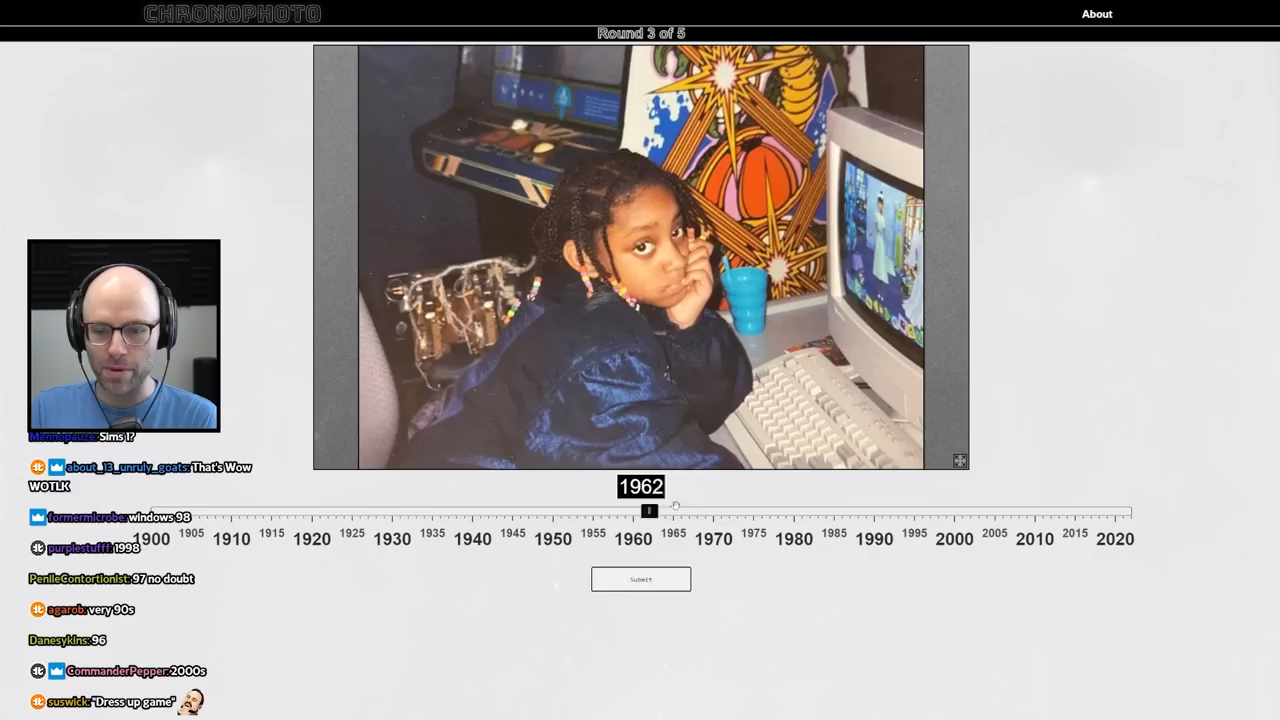 CHRONOPHOTO
About
Round 3 of 5
Mannopauze: Sims 1?
about_13_unruly_goats: That's Wow
WOTLK
formermicrobe: windows 98
purplestufff: 1998
PenileContortionist: 97 no doubt
agarob: very 90s
Danesykins: 96
CommanderPepper: 2000s
suswick: "Dress up game"
1962
1900 1905 1910 1915 1920 1925 1930 1935 1940 1945 1950 1955 1960 1965 1970 1975 1980 1985 1990 1995 2000 2005 2010 2015 2020
Submit